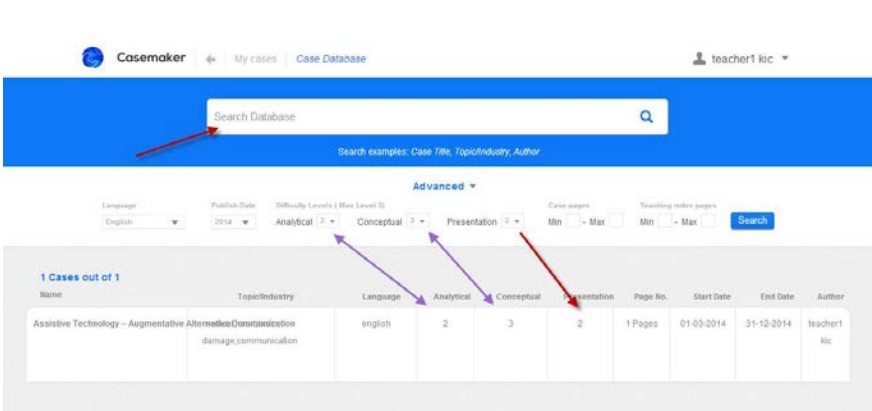 Casemaker My cases Case Database teacher1 kic
Search Database
Search examples: Case Title, Topic/Industry, Author
Advanced
Language Publish Date Difficulty Levels ( Max Level 3) Case pages Teaching notes pages
English 2014 Analytical 2 Conceptual 3 Presentation 2 Min - Max Min - Max Search
1 Cases out of 1
Name Topic/Industry Language Analytical Conceptual Presentation Page No. Start Date End Date Author
Assistive Technology – Augmentative Alternative Communication english 2 3 2 1 Pages 01-03-2014 31-12-2014 teacher1
damage,communication kic